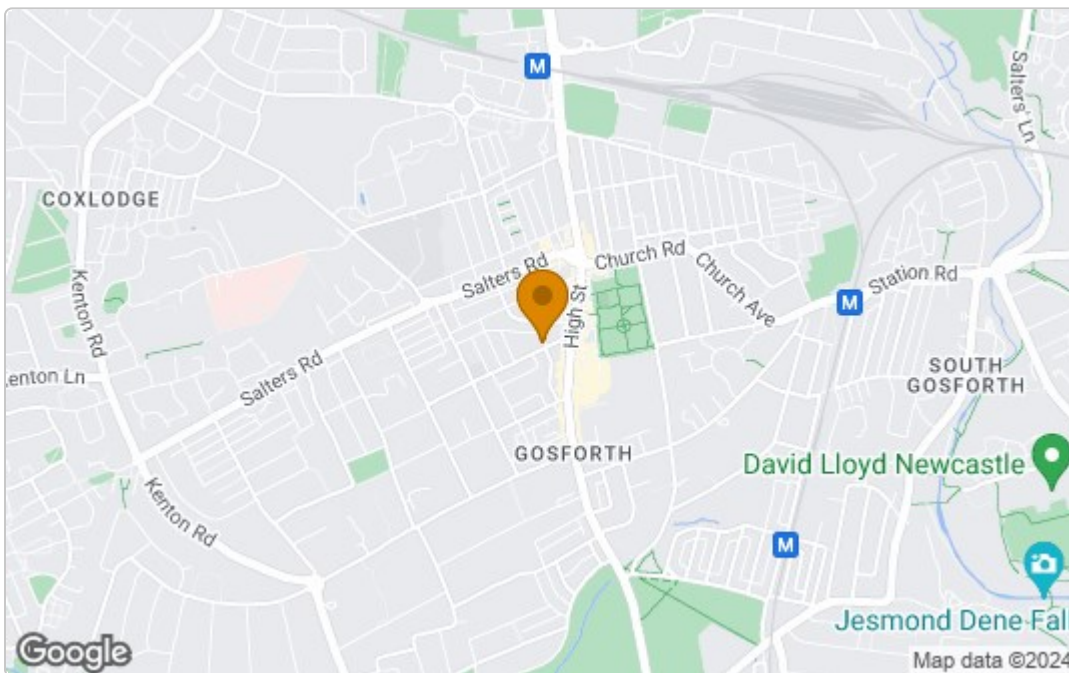 M
Salters' Ln
COXLODGE
Salters Rd
Church Rd
Church Ave
Station Rd
M
High St
Kenton Rd
enton Ln
Salters Rd
SOUTH
GOSFORTH
GOSFORTH
David Lloyd Newcastle
Kenton Rd
M
Jesmond Dene Fall
Google
Map data ©2024